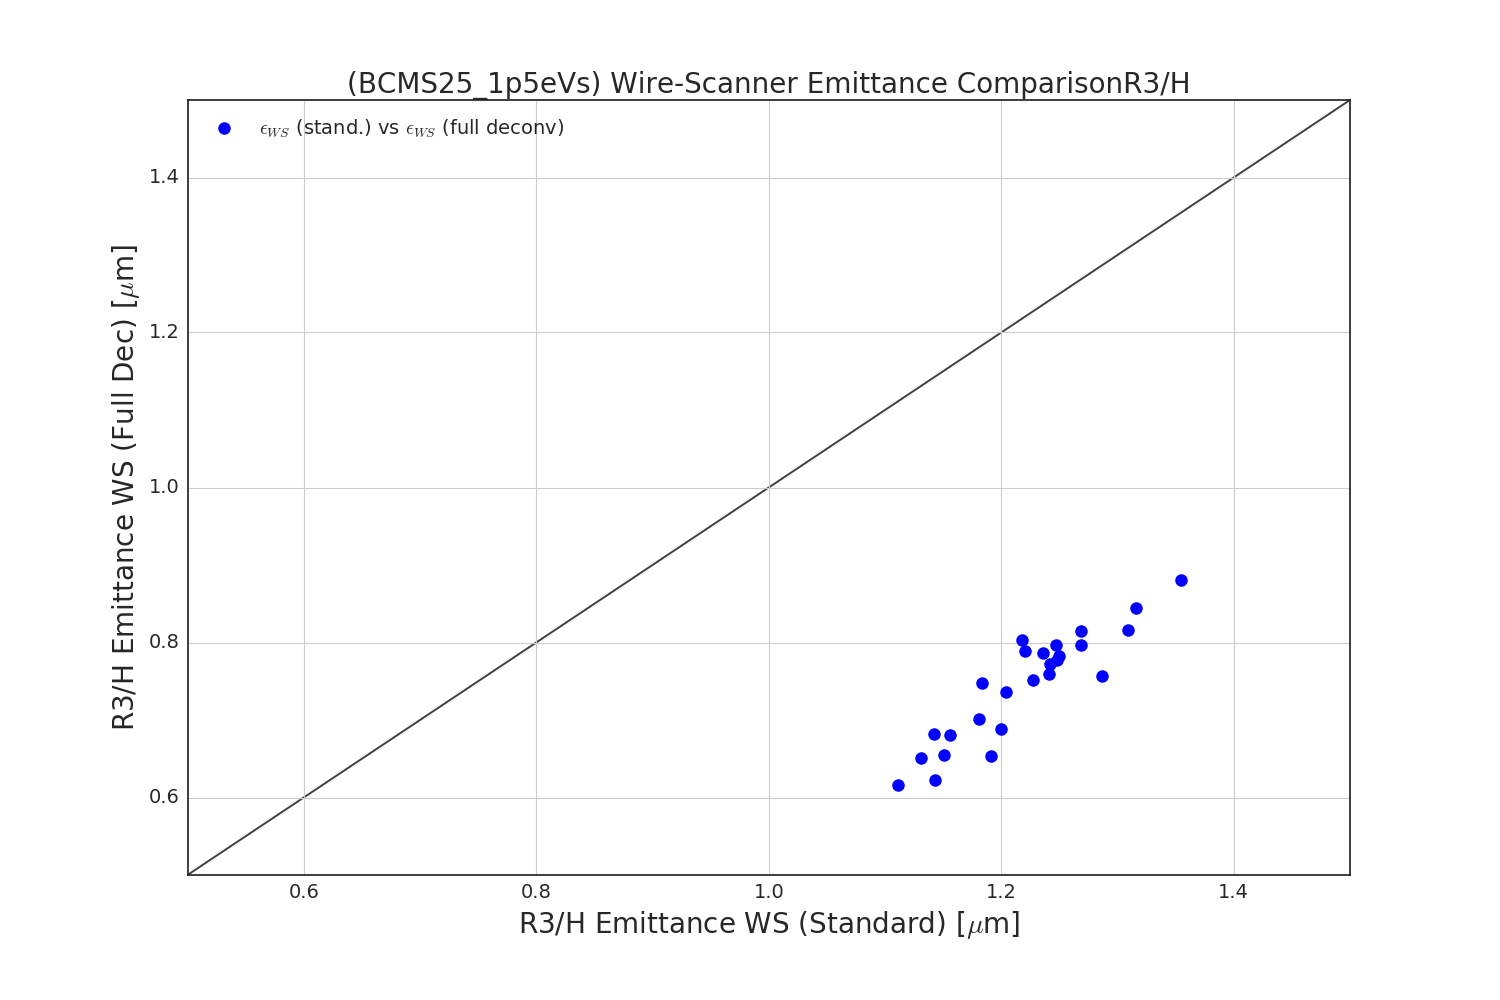 (BCMS25_1p5eVs) Wire-Scanner Emittance ComparisonR3/H
ϵWS (stand.) vs ϵWS (full deconv)
1.4
1.2
1.0
0.8
0.6
R3/H Emittance WS (Full Dec) [μm]
0.6 0.8 1.0 1.2 1.4
R3/H Emittance WS (Standard) [μm]